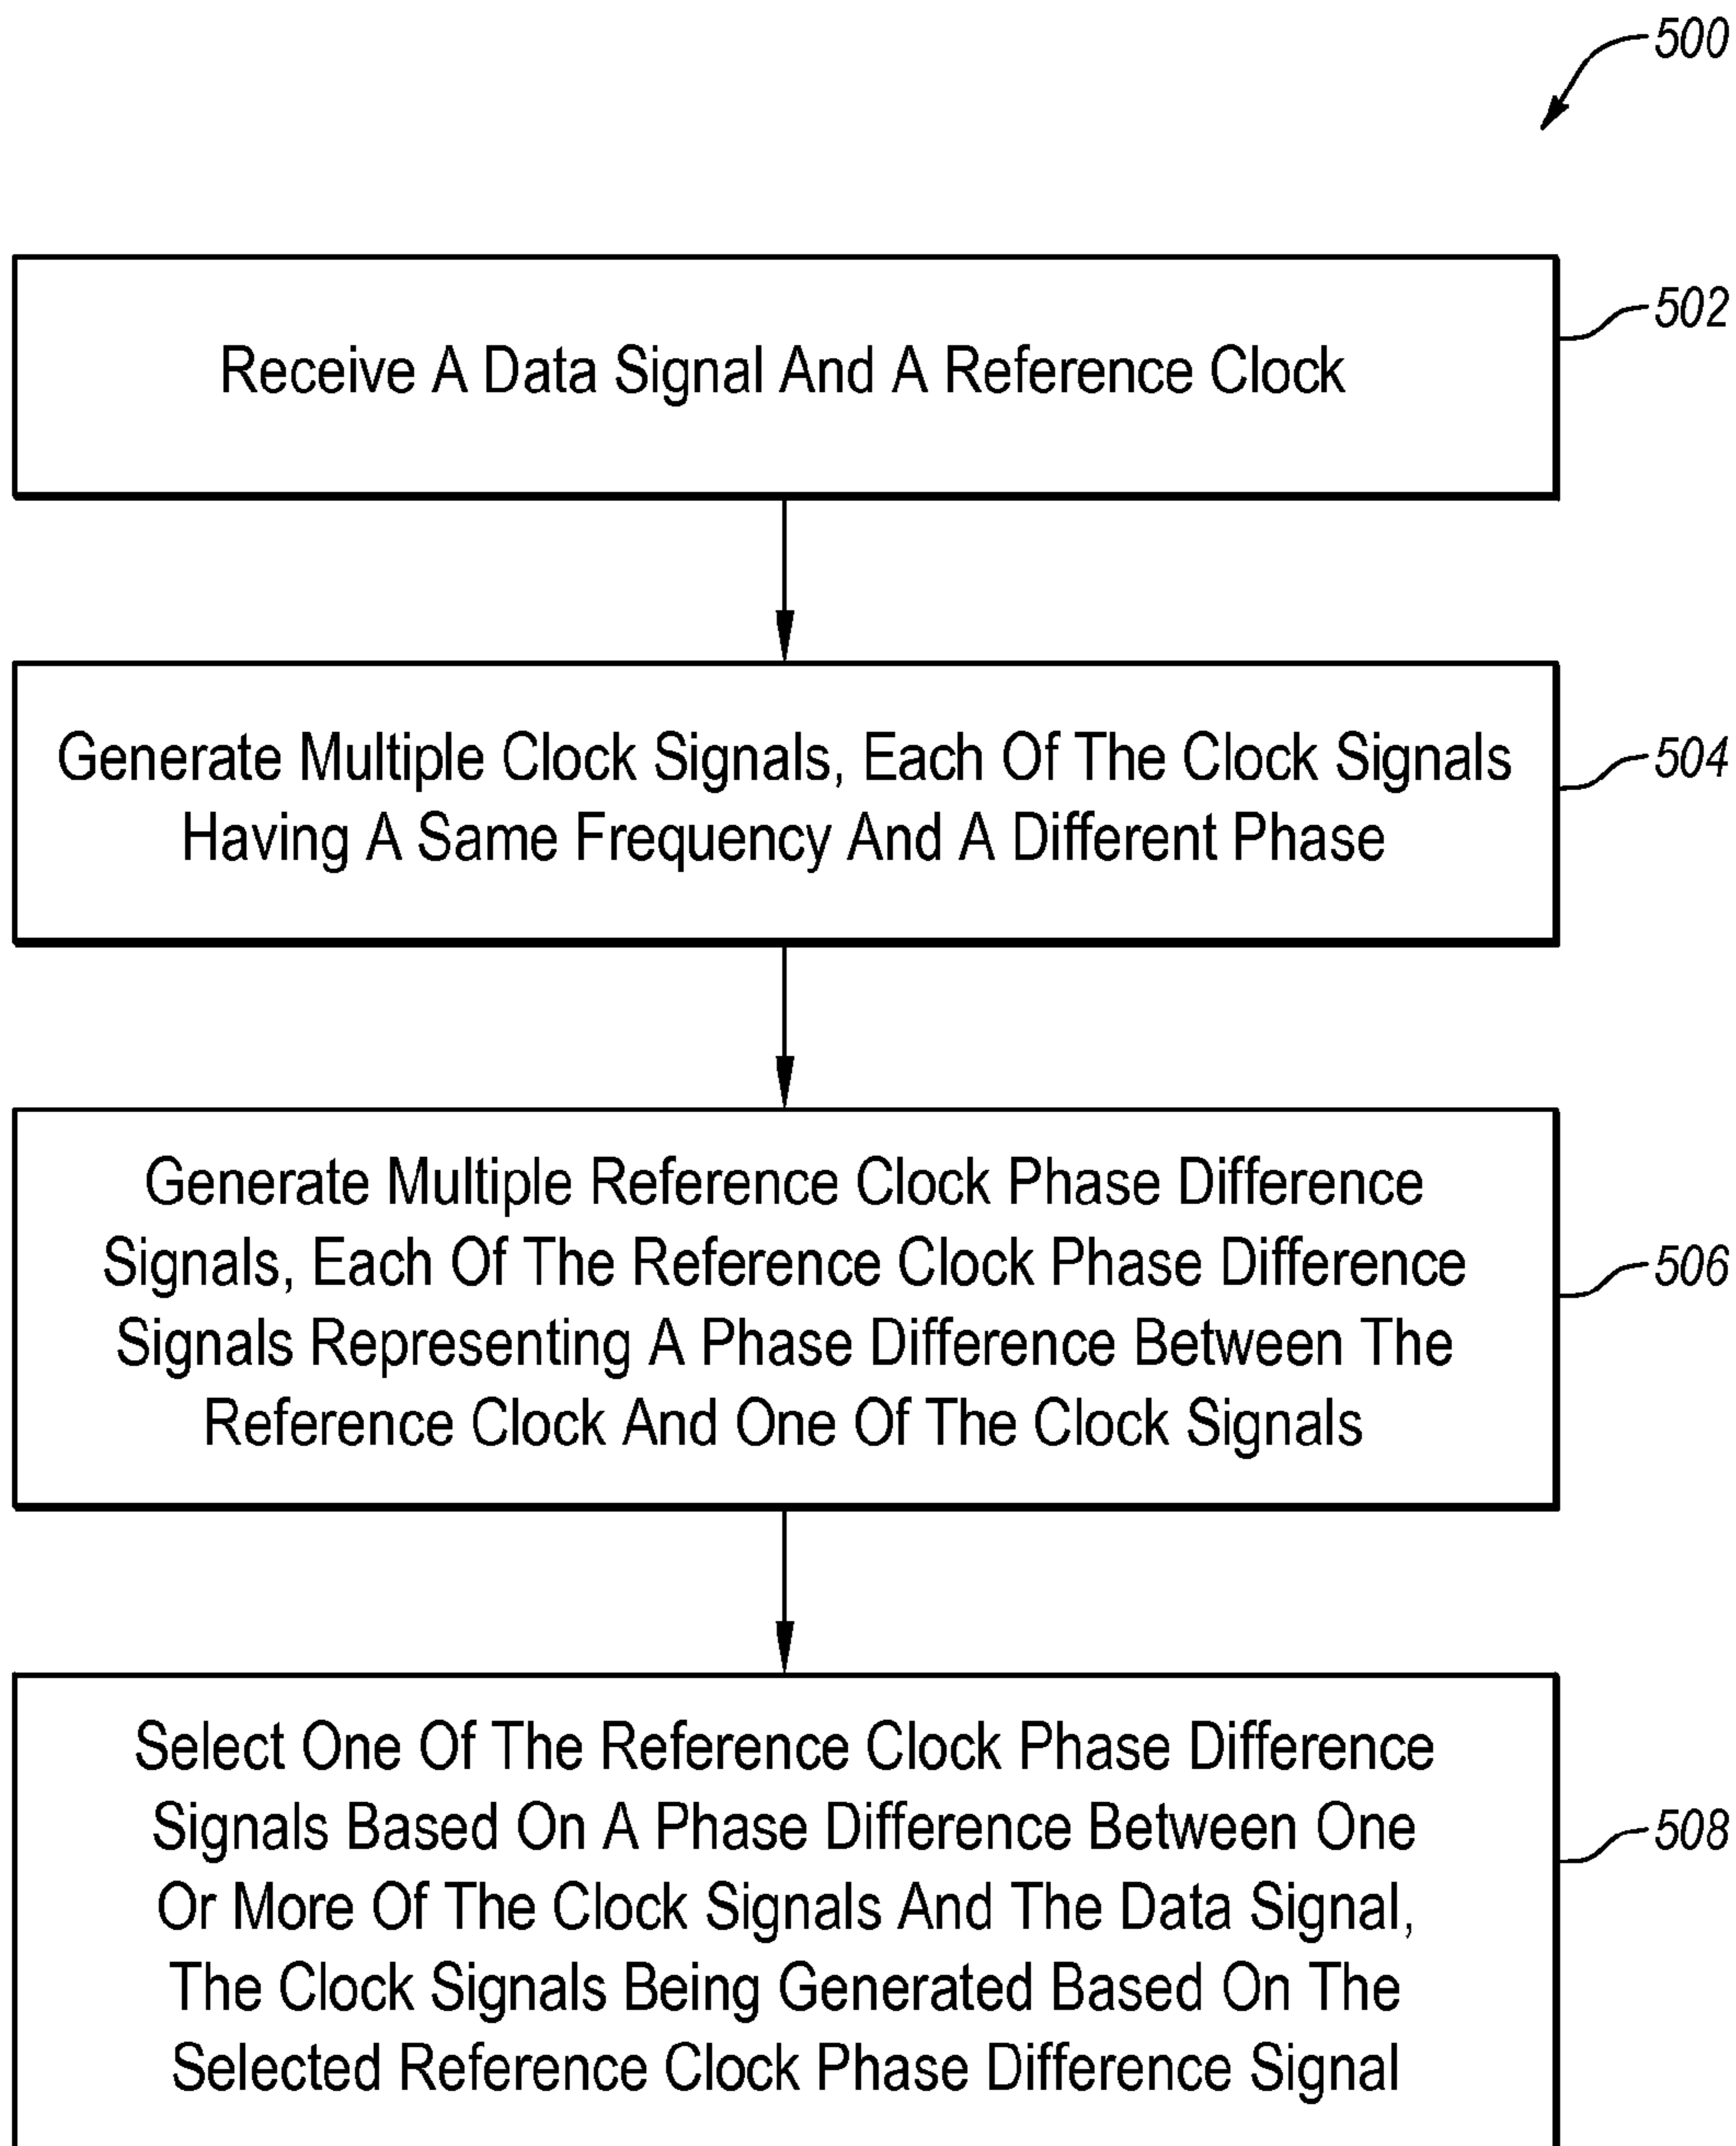 500
Receive A Data Signal And A Reference Clock
502
Generate Multiple Clock Signals, Each Of The Clock Signals
Having A Same Frequency And A Different Phase
504
Generate Multiple Reference Clock Phase Difference
Signals, Each Of The Reference Clock Phase Difference
Signals Representing A Phase Difference Between The
Reference Clock And One Of The Clock Signals
506
Select One Of The Reference Clock Phase Difference
Signals Based On A Phase Difference Between One
Or More Of The Clock Signals And The Data Signal,
The Clock Signals Being Generated Based On The
Selected Reference Clock Phase Difference Signal
508